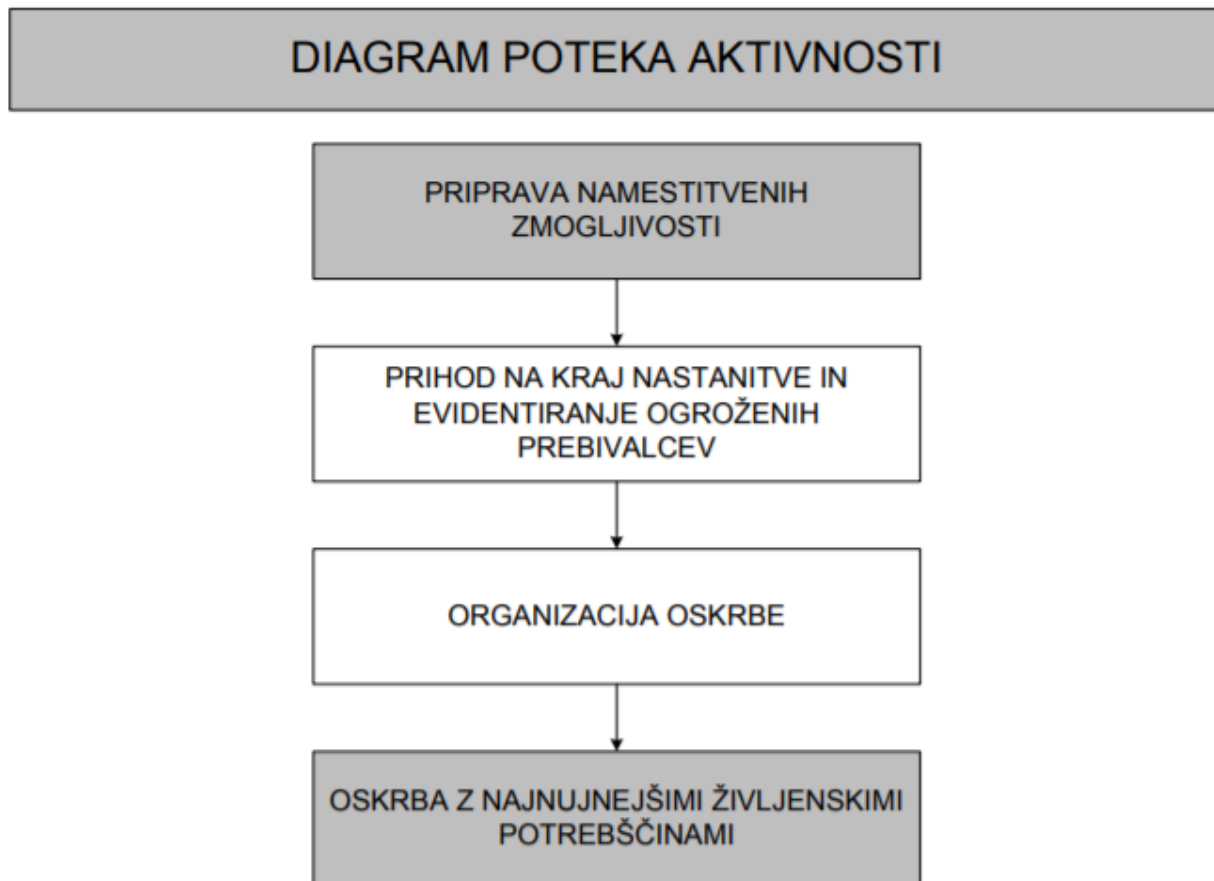 DIAGRAM POTEKA AKTIVNOSTI
PRIPRAVA NAMESTITVENIH
ZMOGLJIVOSTI
PRIHOD NA KRAJ NASTANITVE IN
EVIDENTIRANJE OGROŽENIH
PREBIVALCEV
ORGANIZACIJA OSKRBE
OSKRBA Z NAJNUJNEJŠIMI ŽIVLJENSKIMI
POTREBŠČINAMI